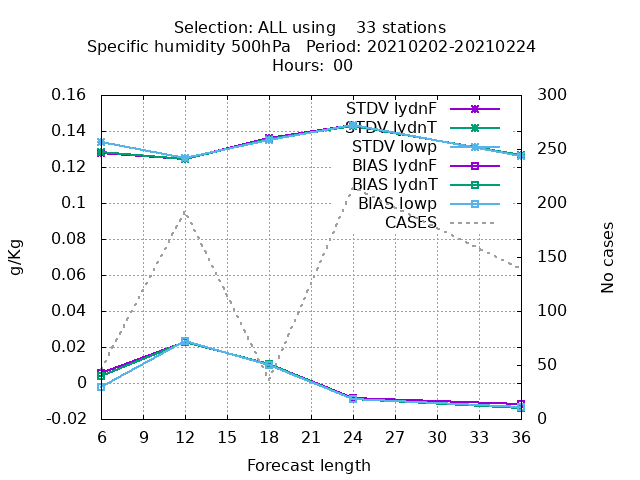 Selection: ALL using    33 stations
Specific humidity 500hPa   Period: 20210202-20210224
Hours:  00
0.16
0.14
0.12
0.1
0.08
0.06
0.04
0.02
0
-0.02
g/Kg
STDV lydnF
STDV lydnT
STDV lowp
BIAS lydnF
BIAS lydnT
BIAS lowp
CASES
300
250
200
150
100
50
0
No cases
6 9 12 15 18 21 24 27 30 33 36
Forecast length